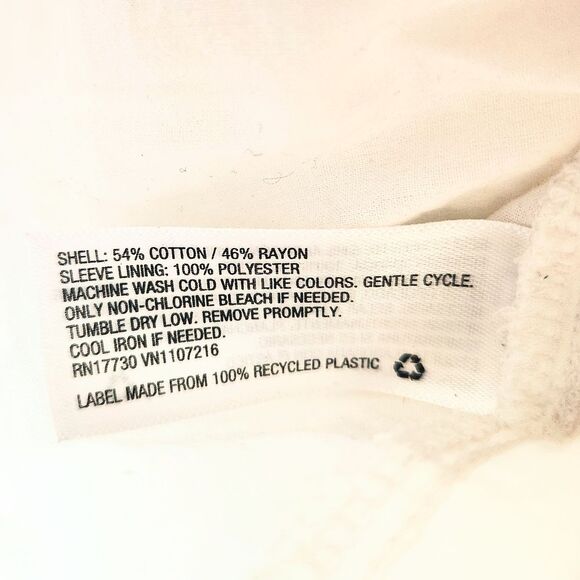 SHELL: 54% COTTON / 46% RAYON
SLEEVE LINING: 100% POLYESTER
MACHINE WASH COLD WITH LIKE COLORS. GENTLE CYCLE.
ONLY NON-CHLORINE BLEACH IF NEEDED.
TUMBLE DRY LOW. REMOVE PROMPTLY.
COOL IRON IF NEEDED.
RN17730 VN1107216
LABEL MADE FROM 100% RECYCLED PLASTIC